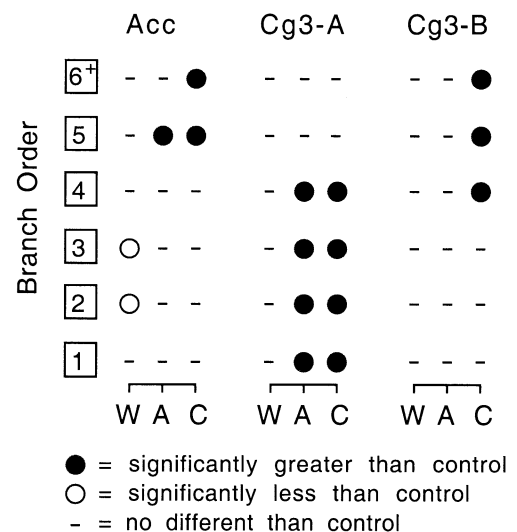 Acc Cg3-A Cg3-B
6+ - - ● - - - - - ●
5 - ● ● - - - - - ●
4 - - - - ● ● - - ●
3 ○ - - - ● ● - - -
2 ○ - - - ● ● - - -
1 - - - - ● ● - - -
Branch Order
W A C W A C W A C
● = significantly greater than control
○ = significantly less than control
- = no different than control